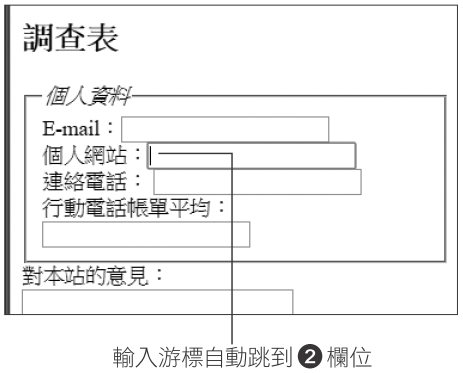 調查表
個人資料
E-mail：
個人網站：
連絡電話：
行動電話帳單平均：
對本站的意見：
輸入游標自動跳到 ❷ 欄位